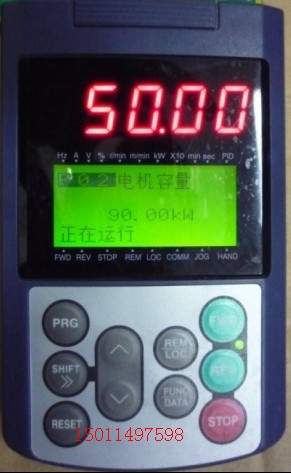 50.00
Hz A V % r/min m/min kW X10 min sec PID
P02电机容量
90.00kW
正在运行
FWD REV STOP REM LOC COMM JOG HAND
PRG
REM
LOC
FWD
SHIFT
>>
FUNC
DATA
REV
RESET
STOP
15011497598